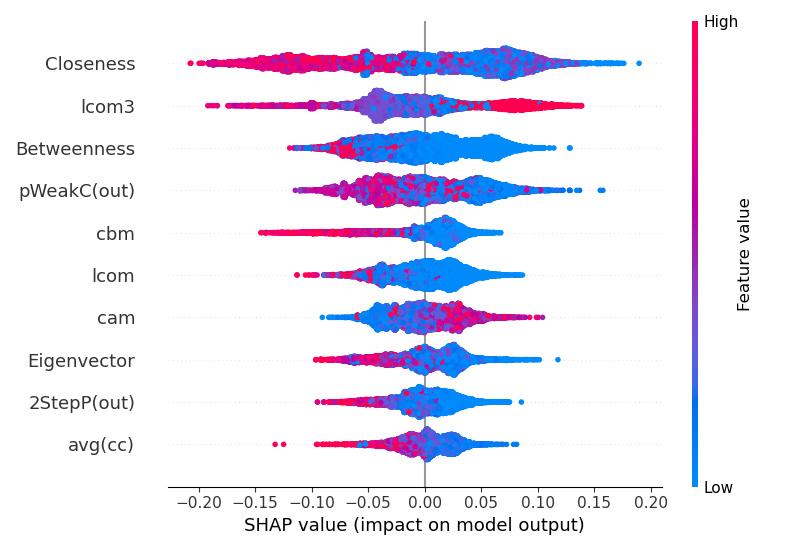 High
Closeness
lcom3
Betweenness
pWeakC(out)
cbm
lcom
cam
Eigenvector
2StepP(out)
avg(cc)
Feature value
Low
−0.20 −0.15 −0.10 −0.05 0.00 0.05 0.10 0.15 0.20
SHAP value (impact on model output)